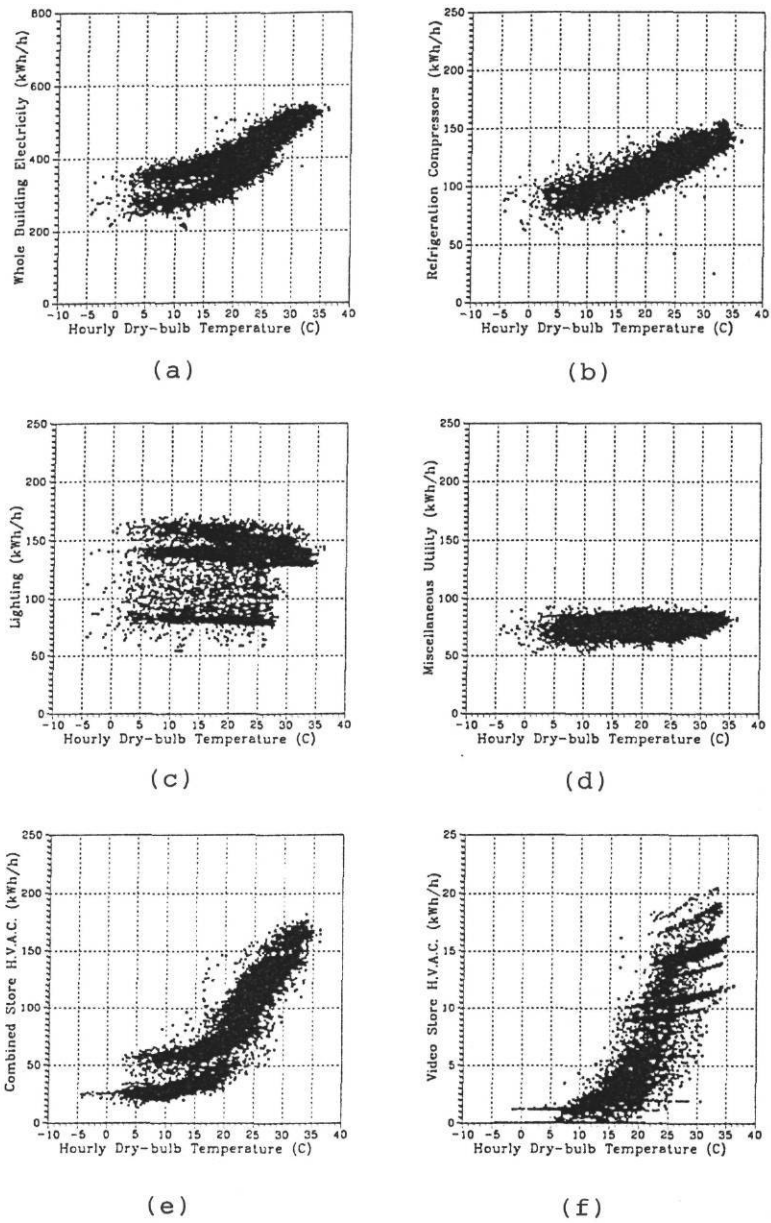 Whole Building Electricity (kWh/h)
800
600
400
200
0
-10 -5 0 5 10 15 20 25 30 35 40
Hourly Dry-bulb Temperature (C)
(a)
Refrigeration Compressors (kWh/h)
250
200
150
100
50
0
-10 -5 0 5 10 15 20 25 30 35 40
Hourly Dry-bulb Temperature (C)
(b)
Lighting (kWh/h)
250
200
150
100
50
0
-10 -5 0 5 10 15 20 25 30 35 40
Hourly Dry-bulb Temperature (C)
(c)
Miscellaneous Utility (kWh/h)
250
200
150
100
50
0
-10 -5 0 5 10 15 20 25 30 35 40
Hourly Dry-bulb Temperature (C)
(d)
Combined Store H.V.A.C. (kWh/h)
250
200
150
100
50
0
-10 -5 0 5 10 15 20 25 30 35 40
Hourly Dry-bulb Temperature (C)
(e)
Video Store H.V.A.C. (kWh/h)
25
20
15
10
5
0
-10 -5 0 5 10 15 20 25 30 35 40
Hourly Dry-bulb Temperature (C)
(f)